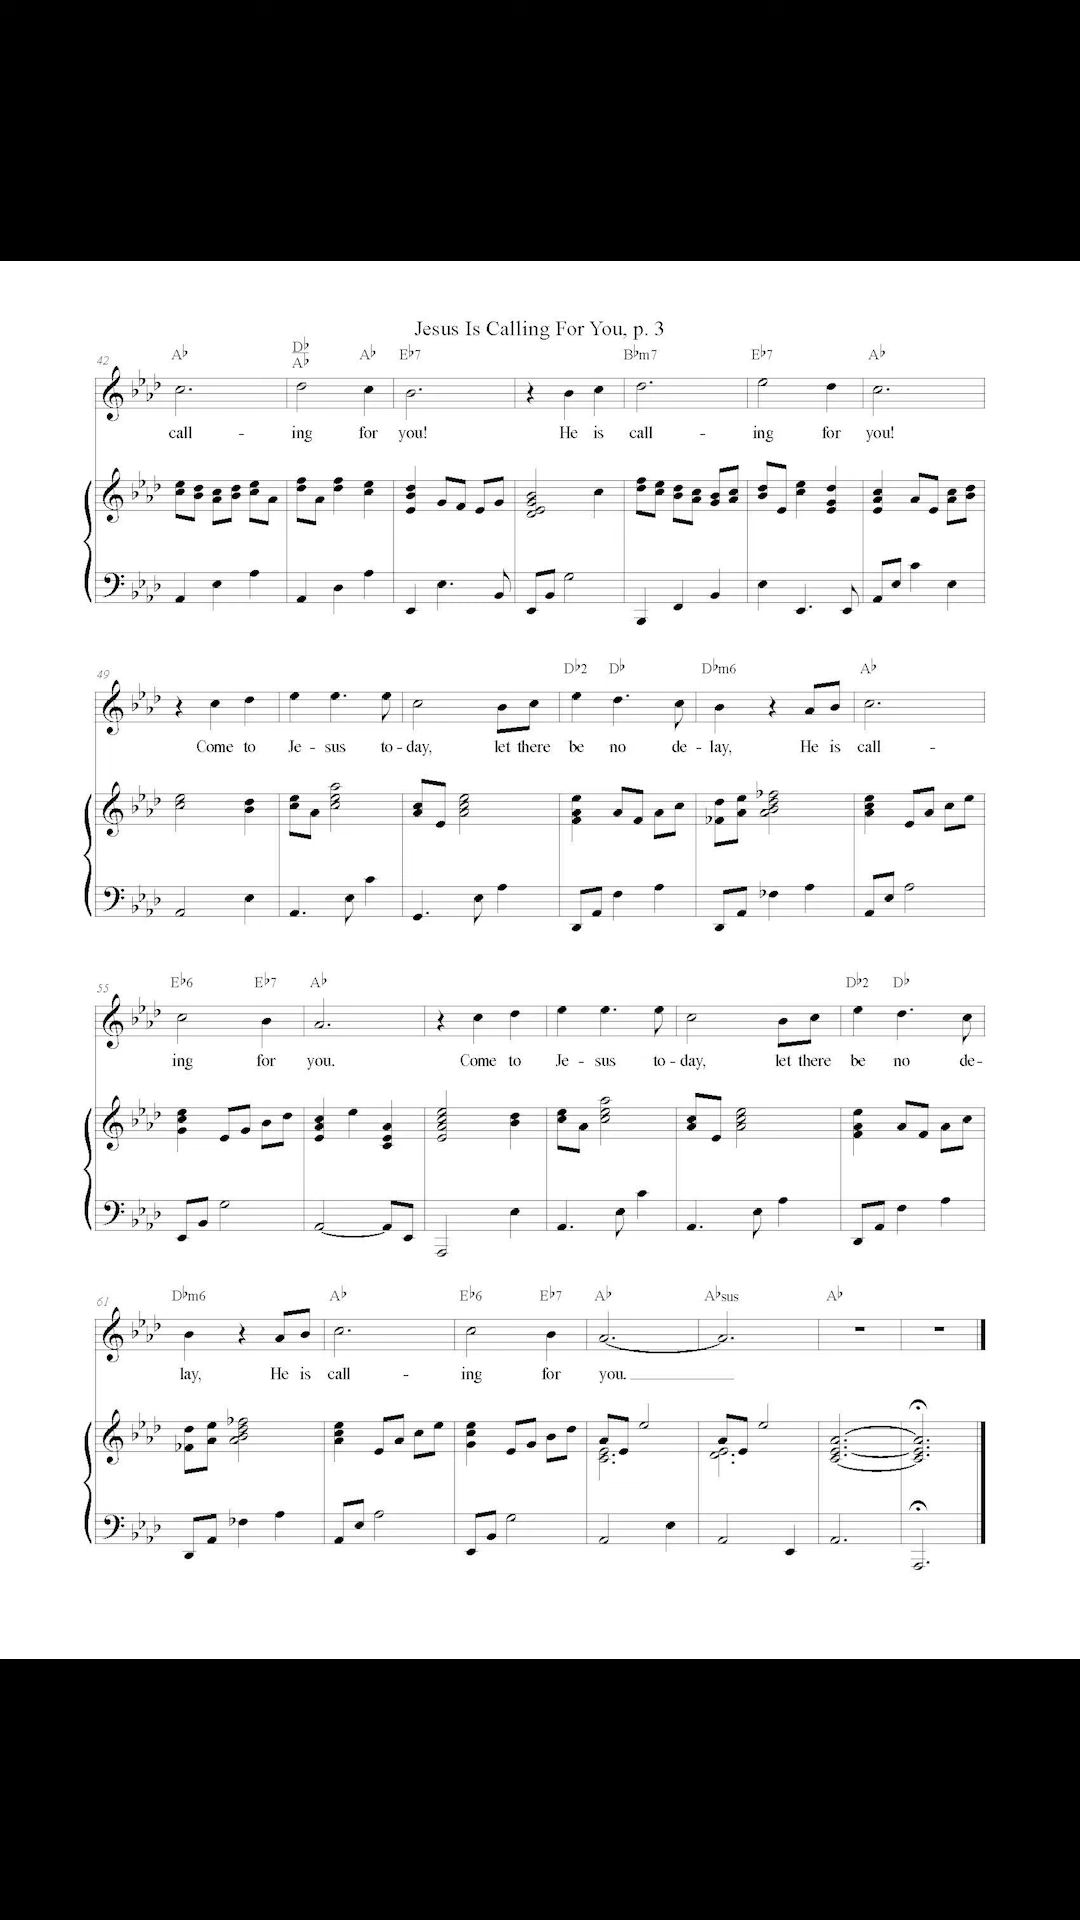 Jesus Is Calling For You, p. 3
A♭ D♭/A♭ A♭ E♭7 B♭m7 E♭7 A♭
42
call - ing for you! He is call - ing for you!
D♭2 D♭ D♭m6 A♭
49
Come to Je - sus to - day, let there be no de - lay, He is call -
E♭6 E♭7 A♭ D♭2 D♭
55
ing for you. Come to Je - sus to - day, let there be no de-
D♭m6 A♭ E♭6 E♭7 A♭ A♭sus A♭
61
lay, He is call - ing for you.